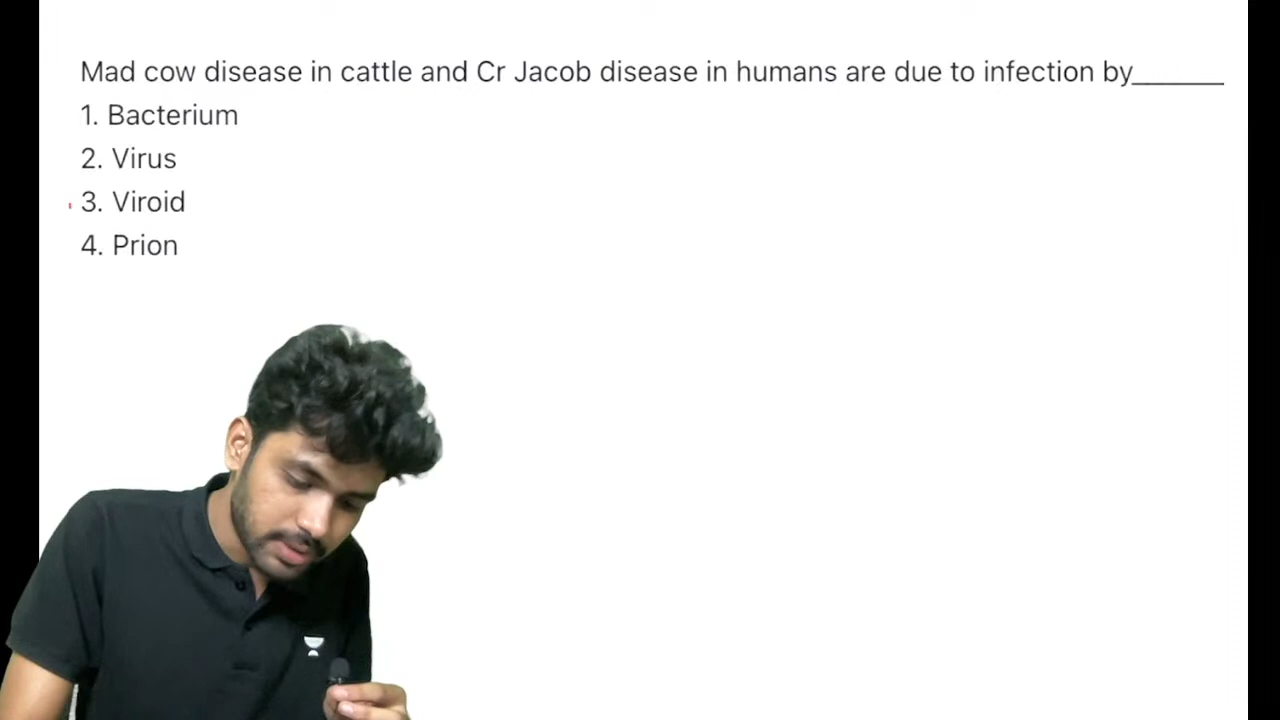 Mad cow disease in cattle and Cr Jacob disease in humans are due to infection by_______
1. Bacterium
2. Virus
3. Viroid
4. Prion